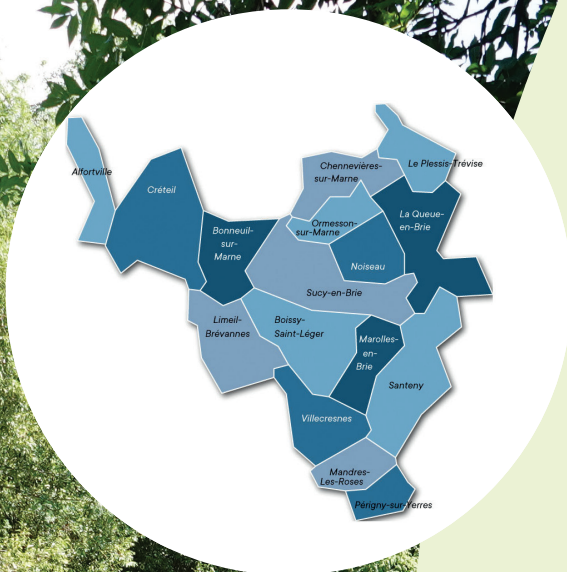 Alfortville
Créteil
Bonneuil-
sur-
Marne
Chennevières-
sur-Marne
Le Plessis-Trévise
Ormesson-
sur-Marne
La Queue-
en-Brie
Noiseau
Sucy-en-Brie
Limeil-
Brévannes
Boissy-
Saint-Léger
Marolles-
en-
Brie
Santeny
Villecresnes
Mandres-
Les-Roses
Périgny-sur-Yerres